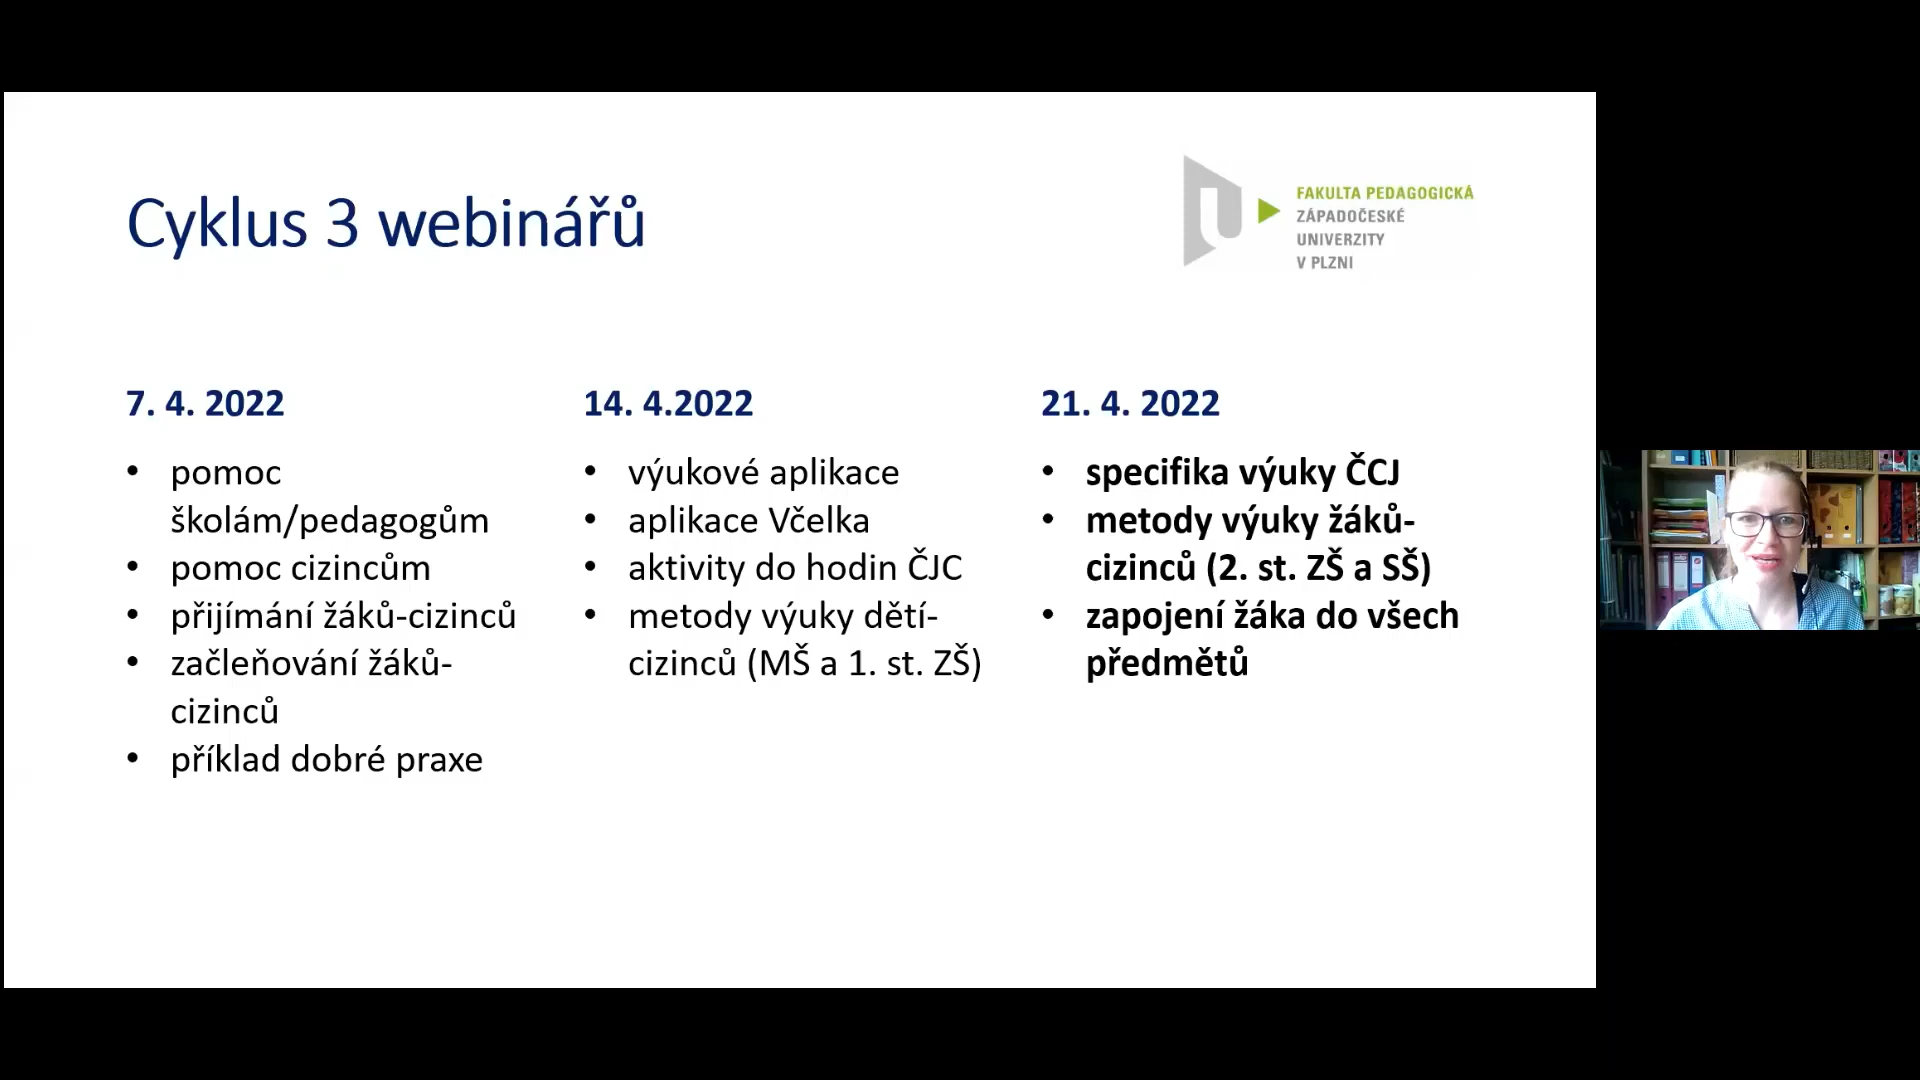 Cyklus 3 webinářů
FAKULTA PEDAGOGICKÁ
ZÁPADOČESKÉ
UNIVERZITY
V PLZNI
7. 4. 2022
• pomoc
školám/pedagogům
• pomoc cizincům
• přijímání žáků-cizinců
• začleňování žáků-
cizinců
• příklad dobré praxe
14. 4.2022
• výukové aplikace
• aplikace Včelka
• aktivity do hodin ČJC
• metody výuky dětí-
cizinců (MŠ a 1. st. ZŠ)
21. 4. 2022
• specifika výuky ČCJ
• metody výuky žáků-
cizinců (2. st. ZŠ a SŠ)
• zapojení žáka do všech
předmětů